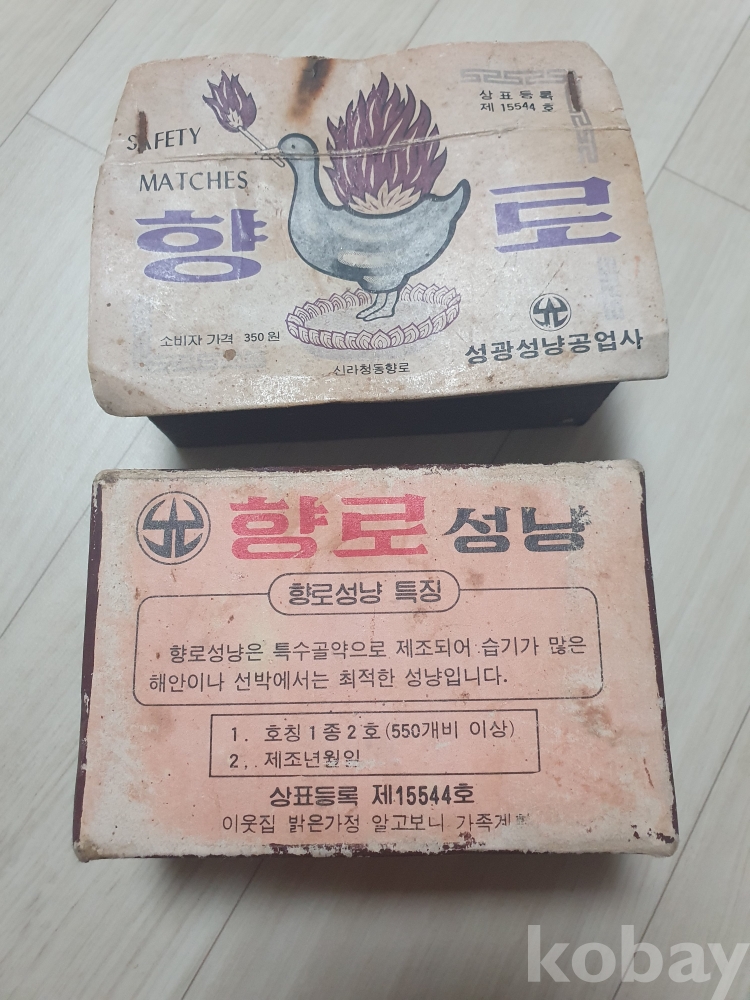 상표등록
제 15544 호
SAFETY
MATCHES
향로
소비자 가격 350원
신라청동향로
성광성냥공업사
향로 성냥
향로성냥 특징
향로성냥은 특수골약으로 제조되어 습기가 많은
해안이나 선박에서는 최적한 성냥입니다.
1. 호칭 1종 2호 (550개비 이상)
2. 제조년월일
상표등록 제15544호
이웃집 밝은가정 알고보니 가족계획
kobay